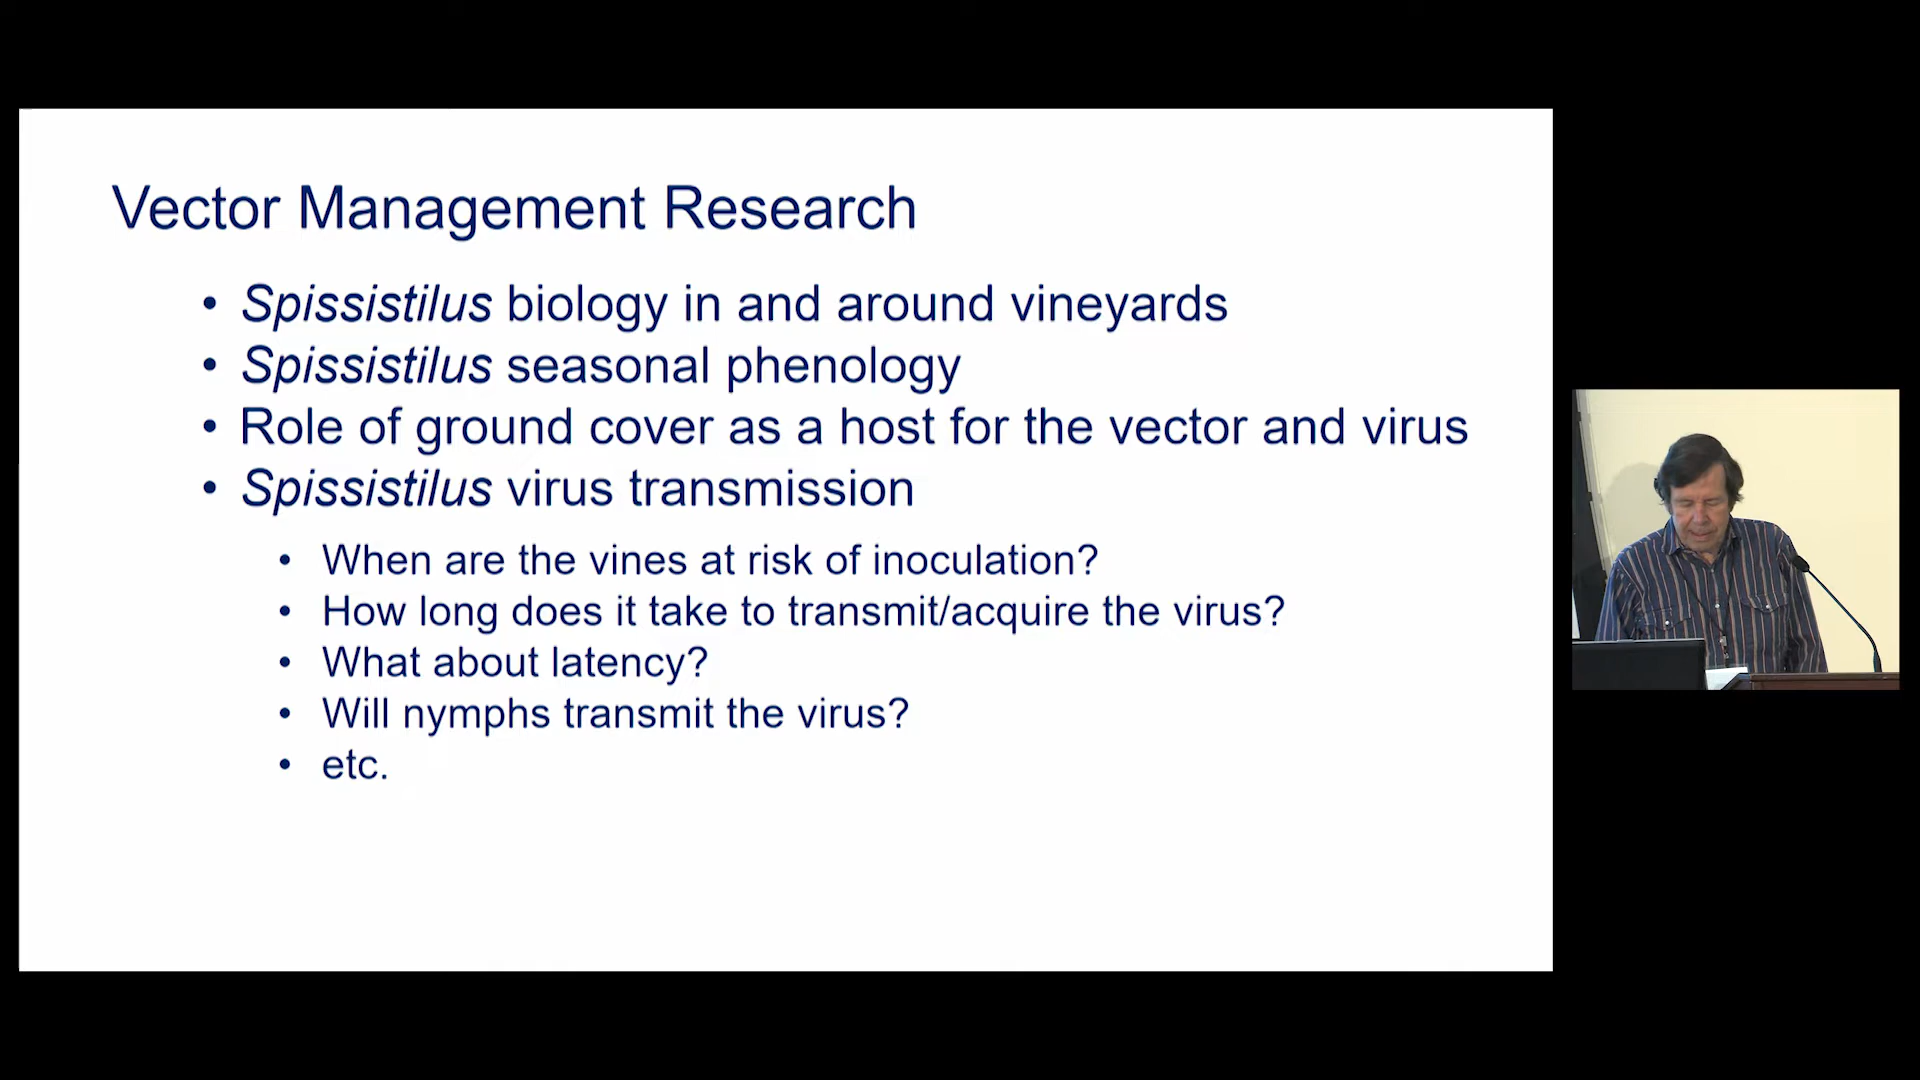 Vector Management Research
• Spissistilus biology in and around vineyards
• Spissistilus seasonal phenology
• Role of ground cover as a host for the vector and virus
• Spissistilus virus transmission
• When are the vines at risk of inoculation?
• How long does it take to transmit/acquire the virus?
• What about latency?
• Will nymphs transmit the virus?
• etc.